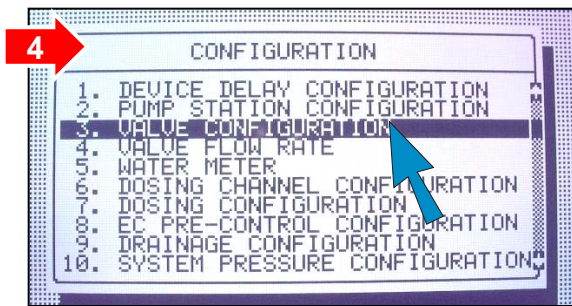 4
CONFIGURATION
1. DEVICE DELAY CONFIGURATION
2. PUMP STATION CONFIGURATION
3. VALVE CONFIGURATION
4. VALVE FLOW RATE
5. WATER METER
6. DOSING CHANNEL CONFIGURATION
7. DOSING CONFIGURATION
8. EC PRE-CONTROL CONFIGURATION
9. DRAINAGE CONFIGURATION
10. SYSTEM PRESSURE CONFIGURATION